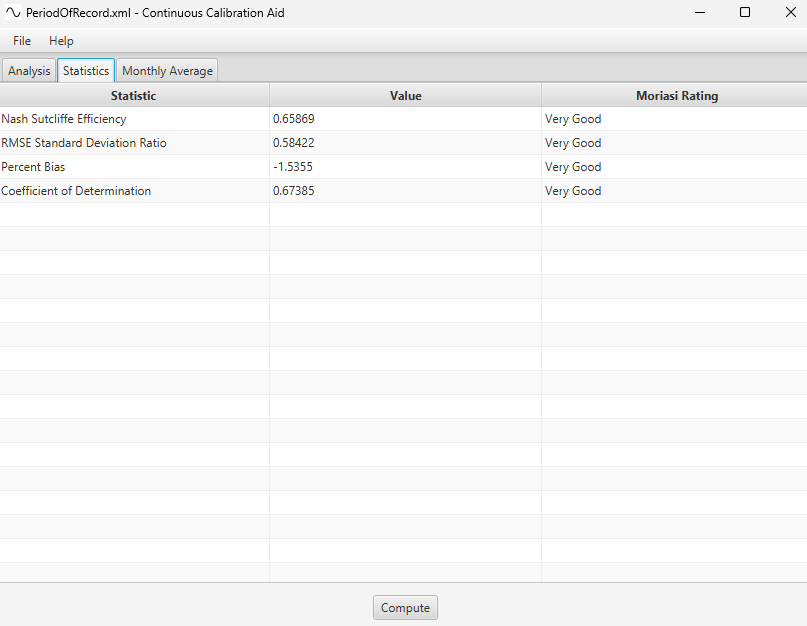 PeriodOfRecord.xml - Continuous Calibration Aid
File Help
Analysis Statistics Monthly Average
Statistic Value Moriasi Rating
Nash Sutcliffe Efficiency 0.65869 Very Good
RMSE Standard Deviation Ratio 0.58422 Very Good
Percent Bias -1.5355 Very Good
Coefficient of Determination 0.67385 Very Good
Compute